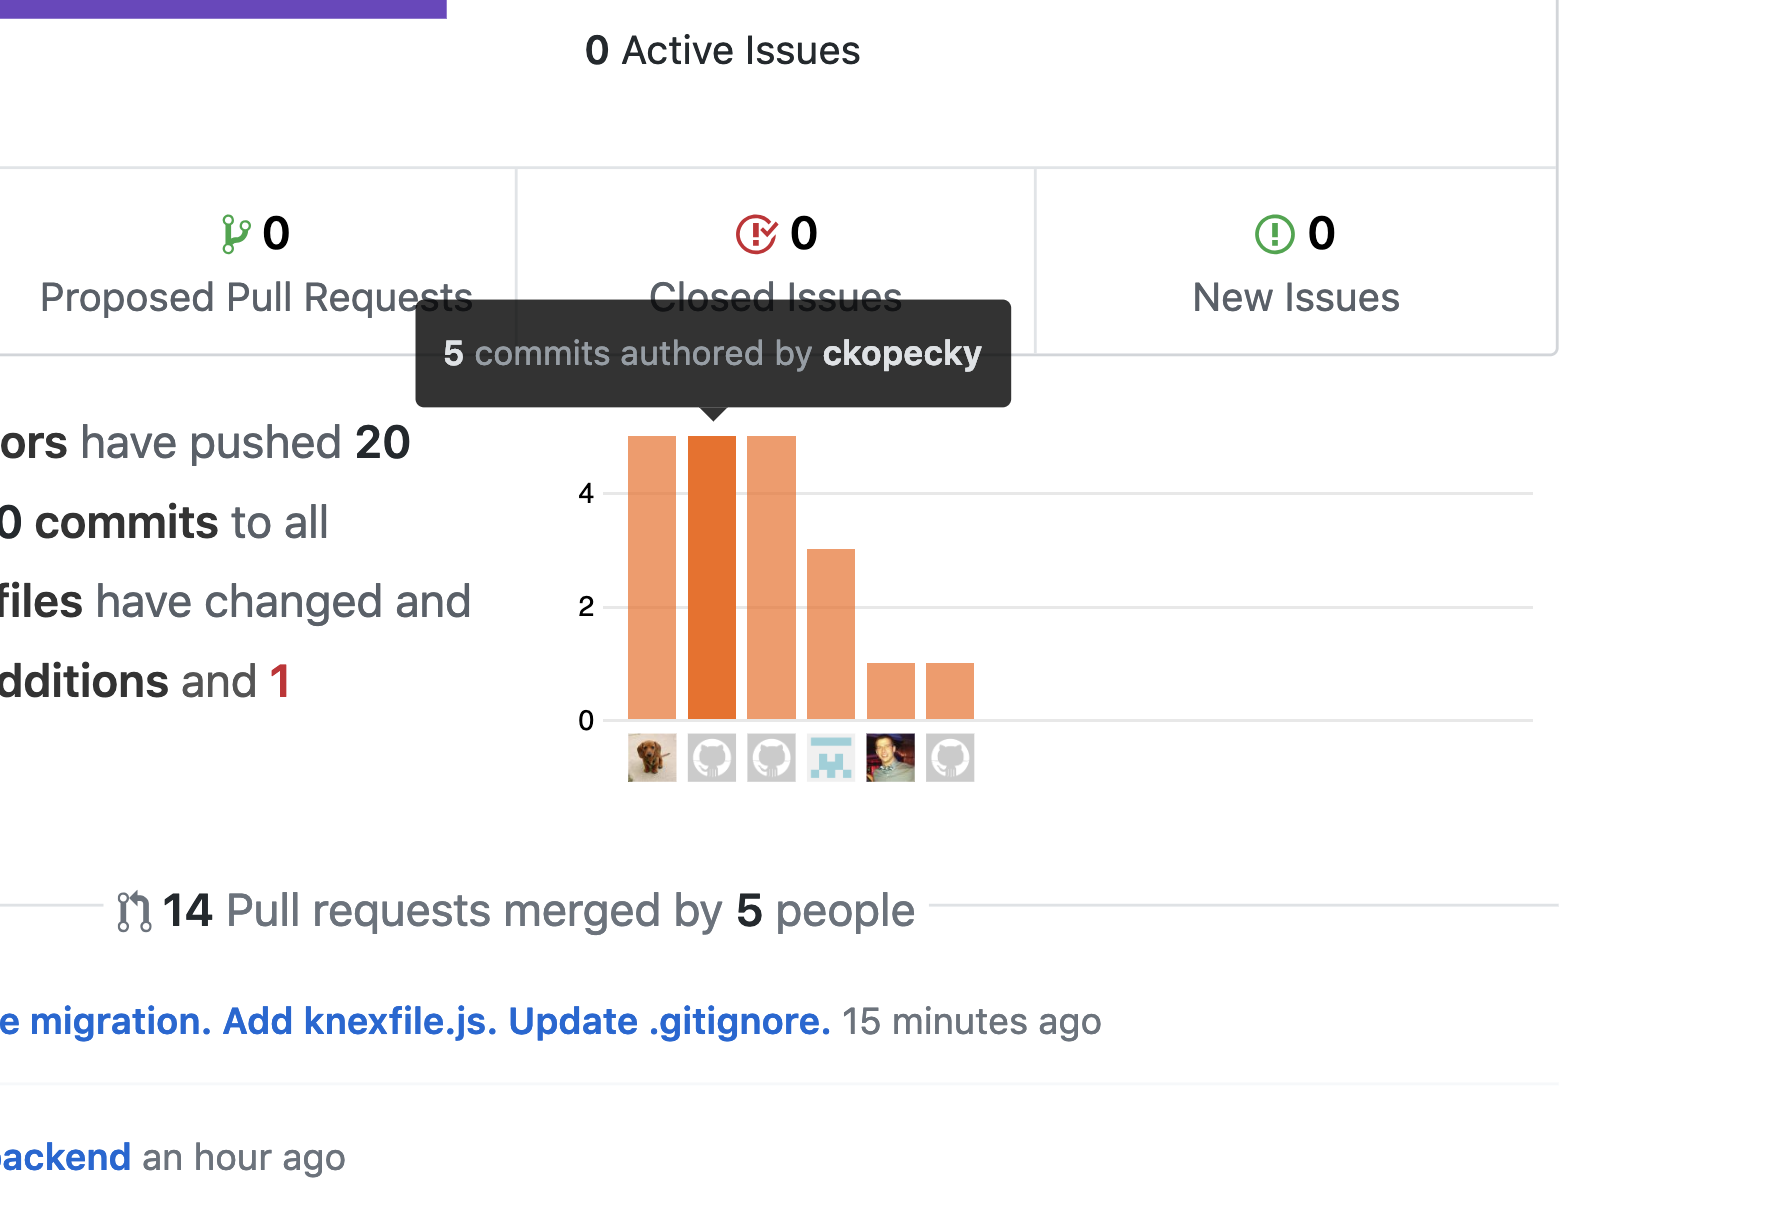 0 Active Issues
0
0
0
Proposed Pull Requests
Closed Issues
New Issues
5 commits authored by ckopecky
ors have pushed 20
0 commits to all
files have changed and
dditions and 1
4
2
0
14 Pull requests merged by 5 people
e migration. Add knexfile.js. Update .gitignore. 15 minutes ago
backend an hour ago